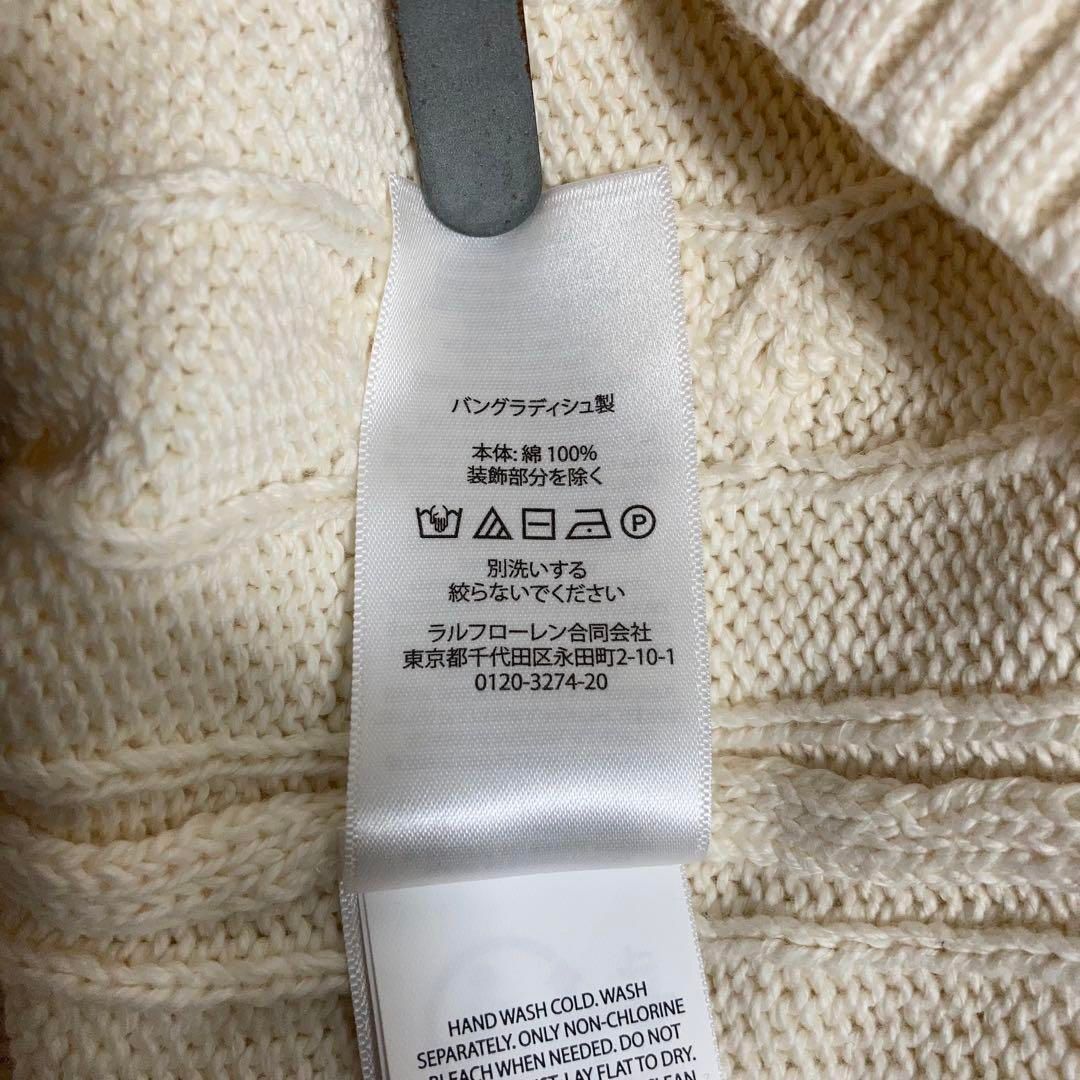 バングラディシュ製
本体: 綿 100%
装飾部分を除く
P
別洗いする
絞らないでください
ラルフローレン合同会社
東京都千代田区永田町2-10-1
0120-3274-20
HAND WASH COLD. WASH
SEPARATELY. ONLY NON-CHLORINE
BLEACH WHEN NEEDED. DO NOT
LAY FLAT TO DRY.